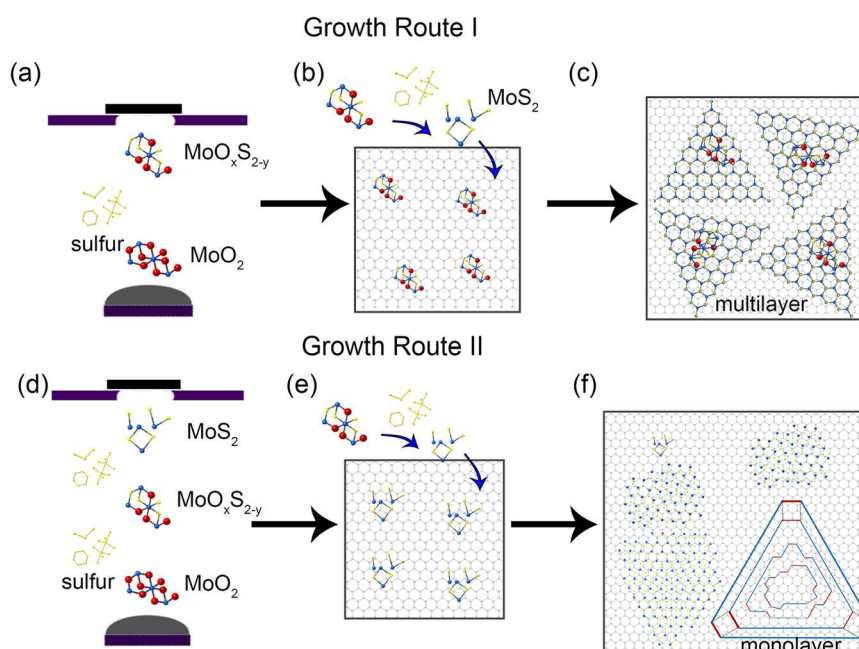 Growth Route I
(a)
(b)
(c)
MoOxS2-y
sulfur
MoO2
MoS2
multilayer
Growth Route II
(d)
(e)
(f)
MoS2
MoOxS2-y
sulfur
MoO2
monolayer